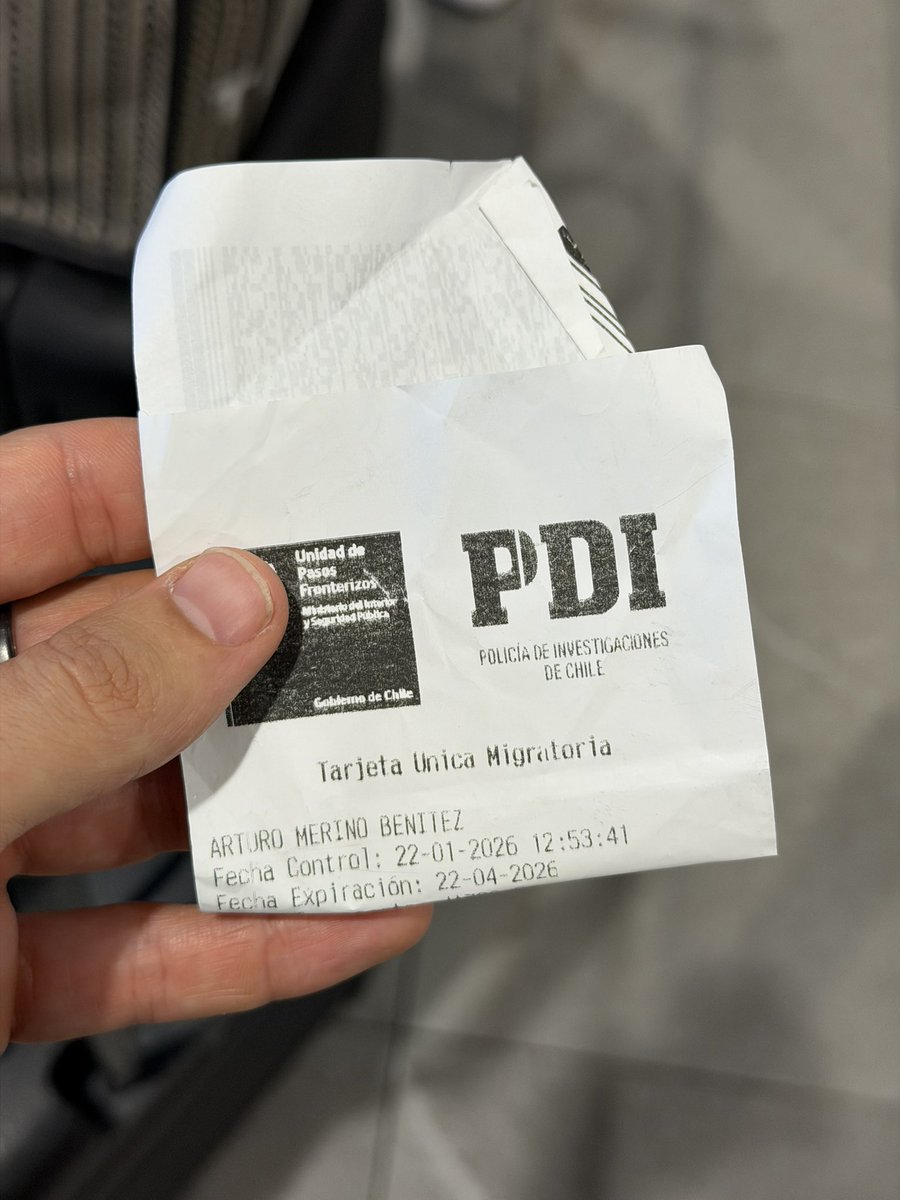 Unidad de
Pasos
Fronterizos
Ministerio del Interior
y Seguridad Pública
Gobierno de Chile
PDI
POLICÍA DE INVESTIGACIONES
DE CHILE
Tarjeta Unica Migratoria
ARTURO MERINO BENITEZ
Fecha Control: 22-01-2026 12:53:41
Fecha Expiración: 22-04-2026